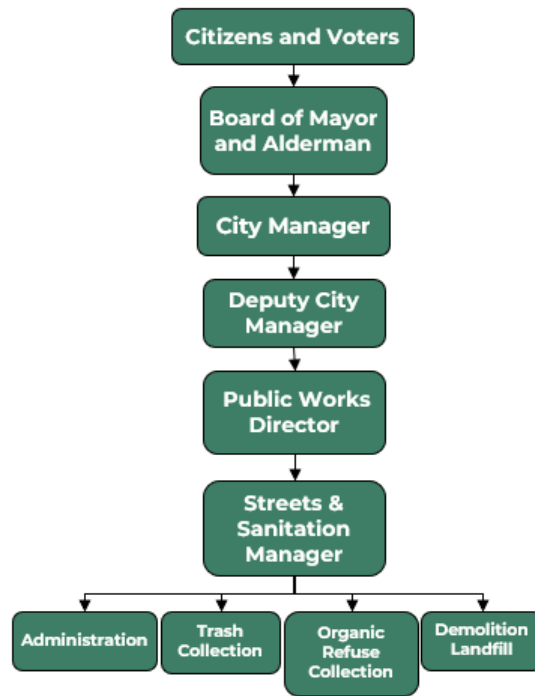 Citizens and Voters
Board of Mayor
and Alderman
City Manager
Deputy City
Manager
Public Works
Director
Streets &
Sanitation
Manager
Administration
Trash
Collection
Organic
Refuse
Collection
Demolition
Landfill